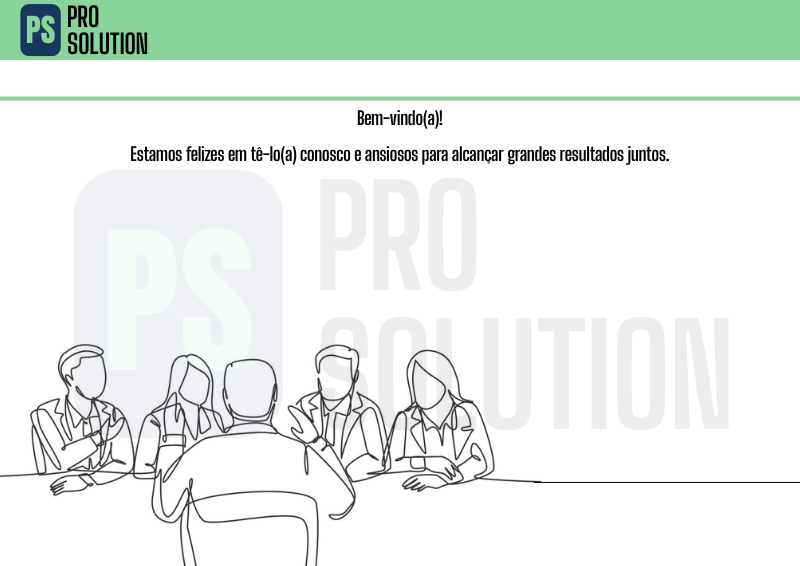 PS
PRO
SOLUTION
Bem-vindo(a)!
Estamos felizes em tê-lo(a) conosco e ansiosos para alcançar grandes resultados juntos.
PS
PRO
SOLUTION